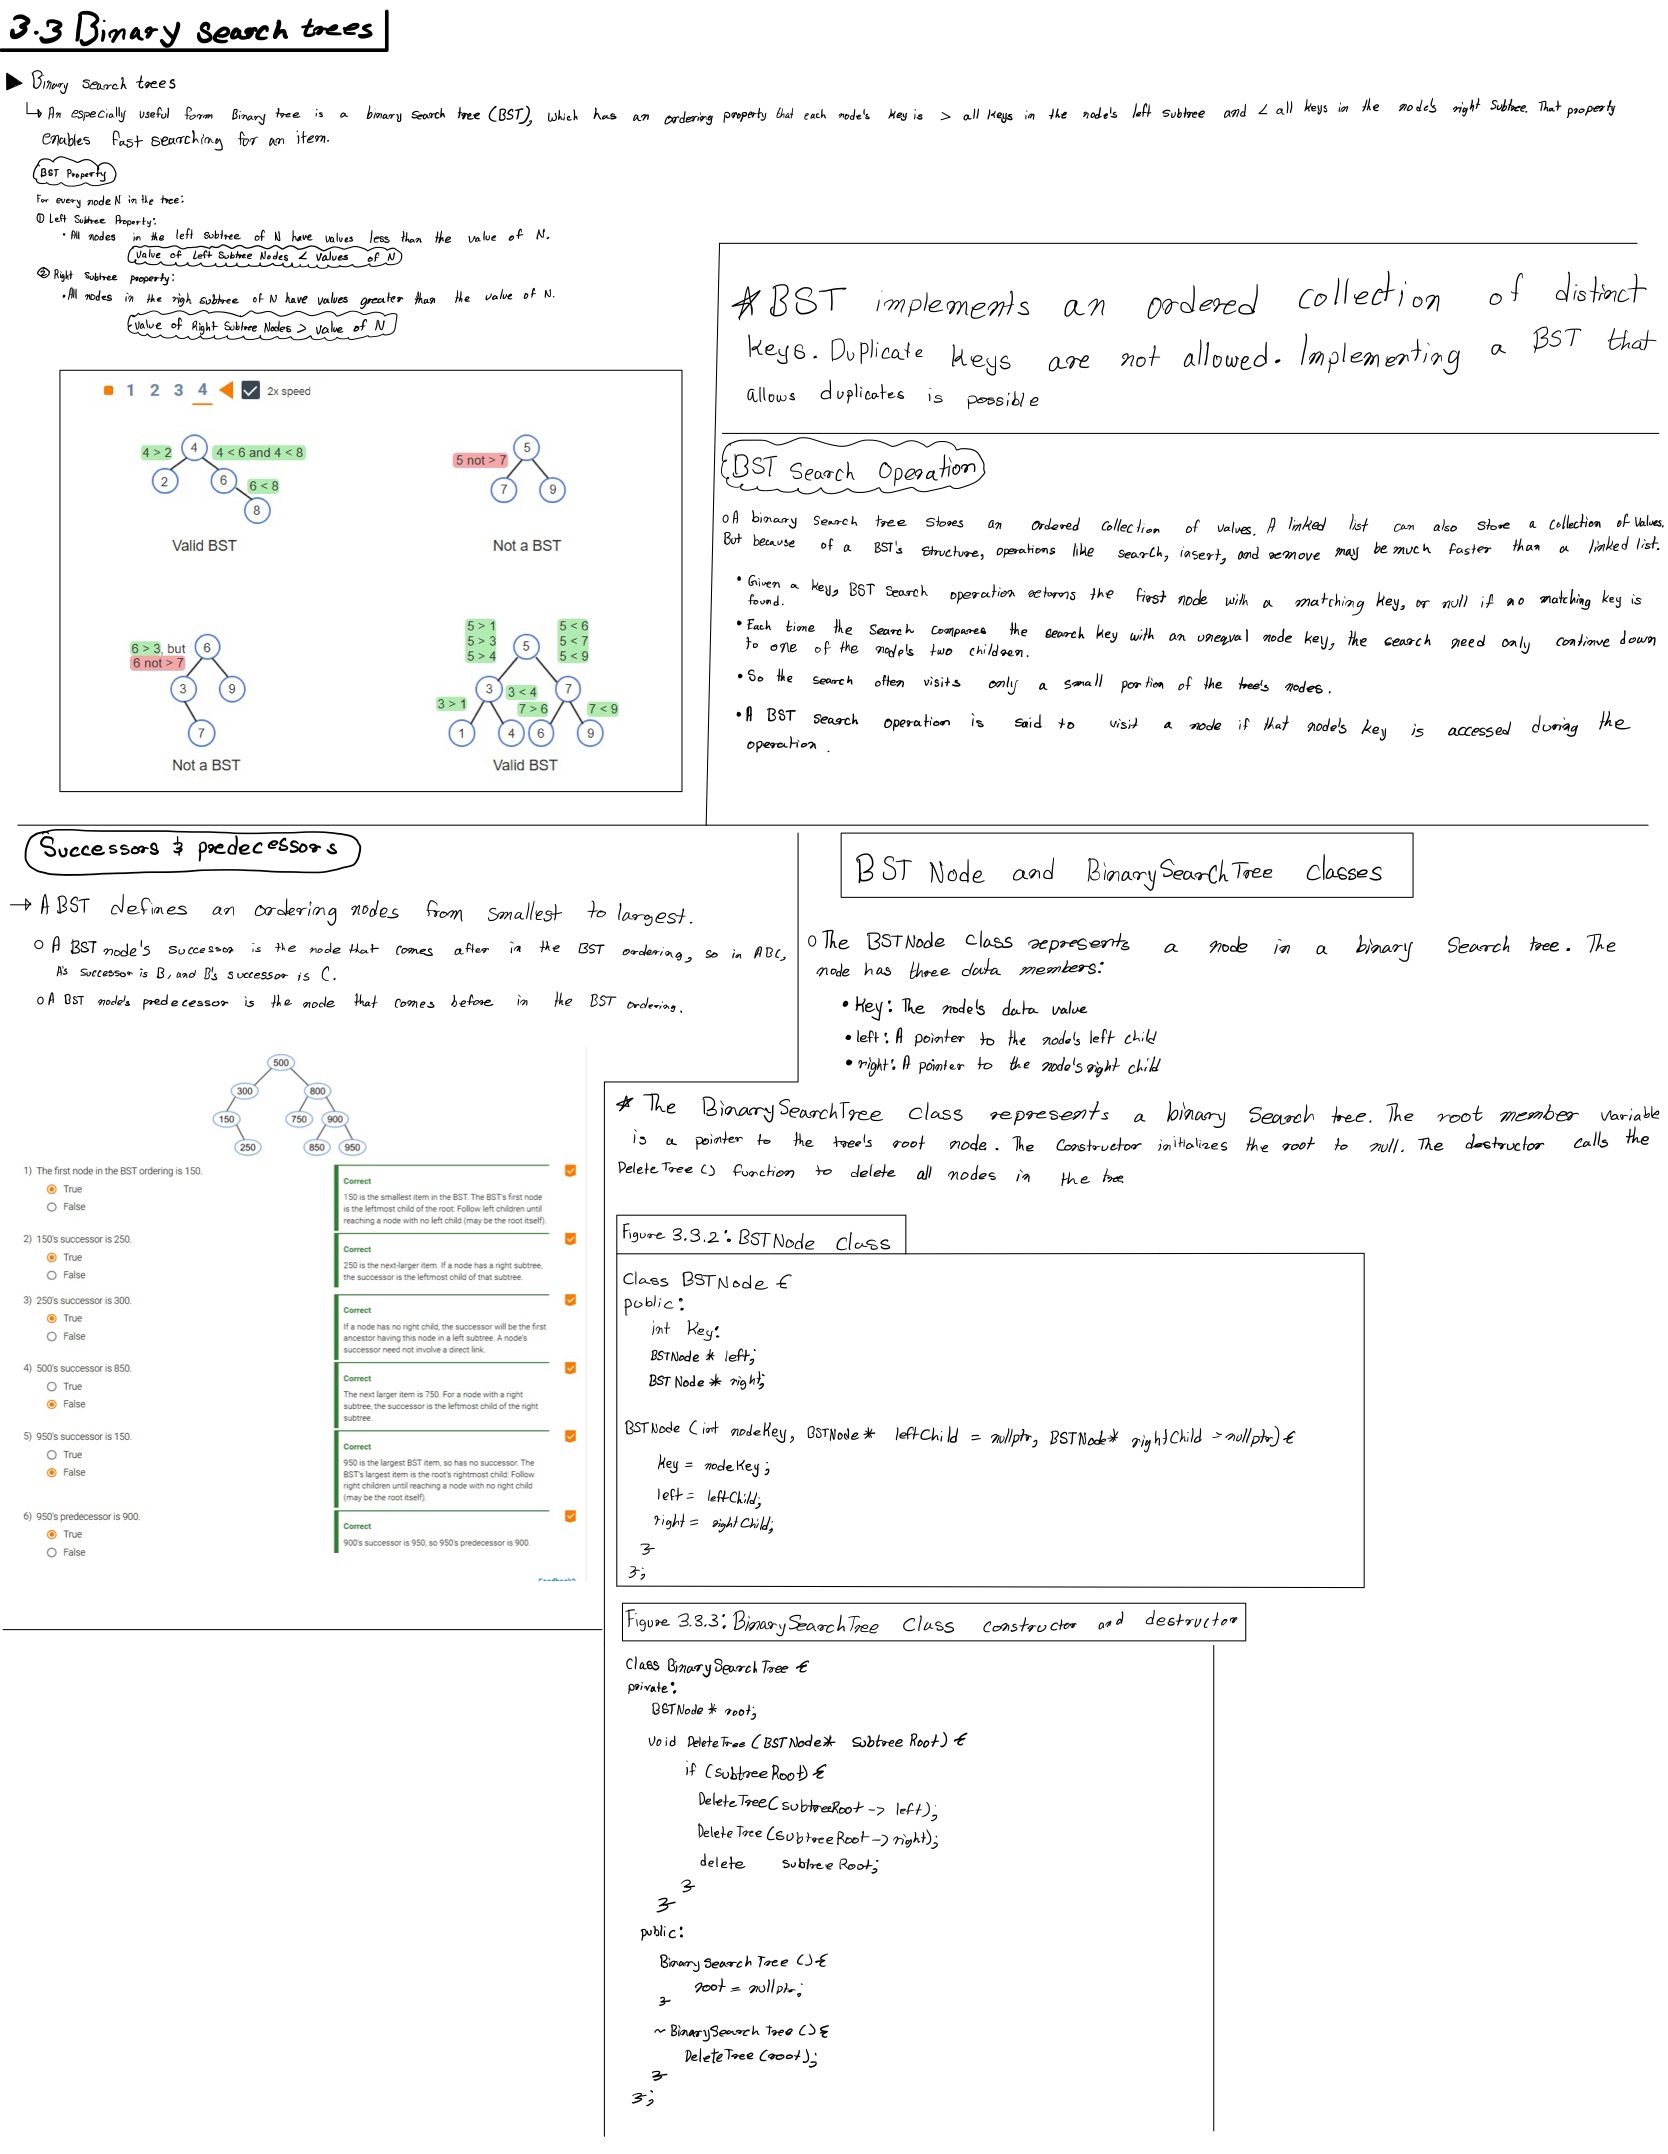 3.3 Binary search trees
Binary search trees
An especially useful form Binary tree is a binary search tree (BST), which has an ordering property that each node's key is > all keys in the node's left subtree and < all keys in the node's right subtree. That property
enables fast searching for an item.
BST Property
For every node N in the tree:
① Left Subtree Property:
• All nodes in the left subtree of N have values less than the value of N.
Value of Left Subtree Nodes < values of N
② Right Subtree property:
• All nodes in the righ subtree of N have values greater than the value of N.
value of Right Subtree Nodes > value of N
1 2 3 4 2x speed
4 > 2 4 4 < 6 and 4 < 8
2 6 6 < 8
8
Valid BST
5
5 not > 7
7 9
Not a BST
6 > 3, but 6
6 not > 7
3 9
7
Not a BST
5 > 1 5 < 6
5 > 3 5 5 < 7
5 > 4 5 < 9
3 3 < 4 7
3 > 1 7 > 6 7 < 9
1 4 6 9
Valid BST
* BST implements an ordered collection of distinct
keys. Duplicate keys are not allowed. Implementing a BST that
allows duplicates is possible
BST Search Operation
o A binary search tree stores an ordered collection of values. A linked list can also store a collection of values.
But because of a BST's structure, operations like search, insert, and remove may be much faster than a linked list.
• Given a key, BST search operation returns the first node with a matching key, or null if no matching key is
found.
• Each time the search compares the search key with an unequal node key, the search need only continue down
to one of the node's two children.
• So the search often visits only a small portion of the tree's nodes.
• A BST search operation is said to visit a node if that node's key is accessed during the
operation.
Successors & predecessors
→ A BST defines an ordering nodes from smallest to largest.
o A BST node's successor is the node that comes after in the BST ordering, so in ABC,
A's successor is B, and B's successor is C.
o A BST node's predecessor is the node that comes before in the BST ordering.
500
300 800
150 750 900
250 850 950
1) The first node in the BST ordering is 150.
True
False
Correct
150 is the smallest item in the BST. The BST's first node
is the leftmost child of the root: Follow left children until
reaching a node with no left child (may be the root itself).
2) 150's successor is 250.
True
False
Correct
250 is the next-larger item. If a node has a right subtree,
the successor is the leftmost child of that subtree.
3) 250's successor is 300.
True
False
Correct
If a node has no right child, the successor will be the first
ancestor having this node in a left subtree. A node's
successor need not involve a direct link.
4) 500's successor is 850.
True
False
Correct
The next larger item is 750. For a node with a right
subtree, the successor is the leftmost child of the right
subtree.
5) 950's successor is 150.
True
False
Correct
950 is the largest BST item, so has no successor. The
BST's largest item is the root's rightmost child: Follow
right children until reaching a node with no right child
(may be the root itself).
6) 950's predecessor is 900.
True
False
Correct
900's successor is 950, so 950's predecessor is 900.
BST Node and BinarySearchTree classes
o The BSTNode class represents a node in a binary search tree. The
node has three data members:
• Key: The node's data value
• left: A pointer to the node's left child
• right: A pointer to the node's right child
* The BinarySearchTree class represents a binary search tree. The root member variable
is a pointer to the tree's root node. The constructor initializes the root to null. The destructor calls the
DeleteTree() function to delete all nodes in the tree
Figure 3.3.2: BSTNode Class
Class BSTNode {
public:
int key:
BSTNode * left;
BSTNode * right;
BSTNode (int nodeKey, BSTNode* leftChild = nullptr, BSTNode* rightChild = nullptr) {
key = nodeKey;
left = leftChild;
right = rightChild;
}
};
Figure 3.3.3: BinarySearchTree Class constructor and destructor
Class BinarySearchTree {
private:
BSTNode * root;
void DeleteTree (BSTNode* subtreeRoot) {
if (subtreeRoot) {
DeleteTree(subtreeRoot -> left);
DeleteTree(subtreeRoot -> right);
delete subtreeRoot;
}
}
public:
BinarySearchTree () {
root = nullptr;
}
~ BinarySearchTree () {
DeleteTree (root);
}
};